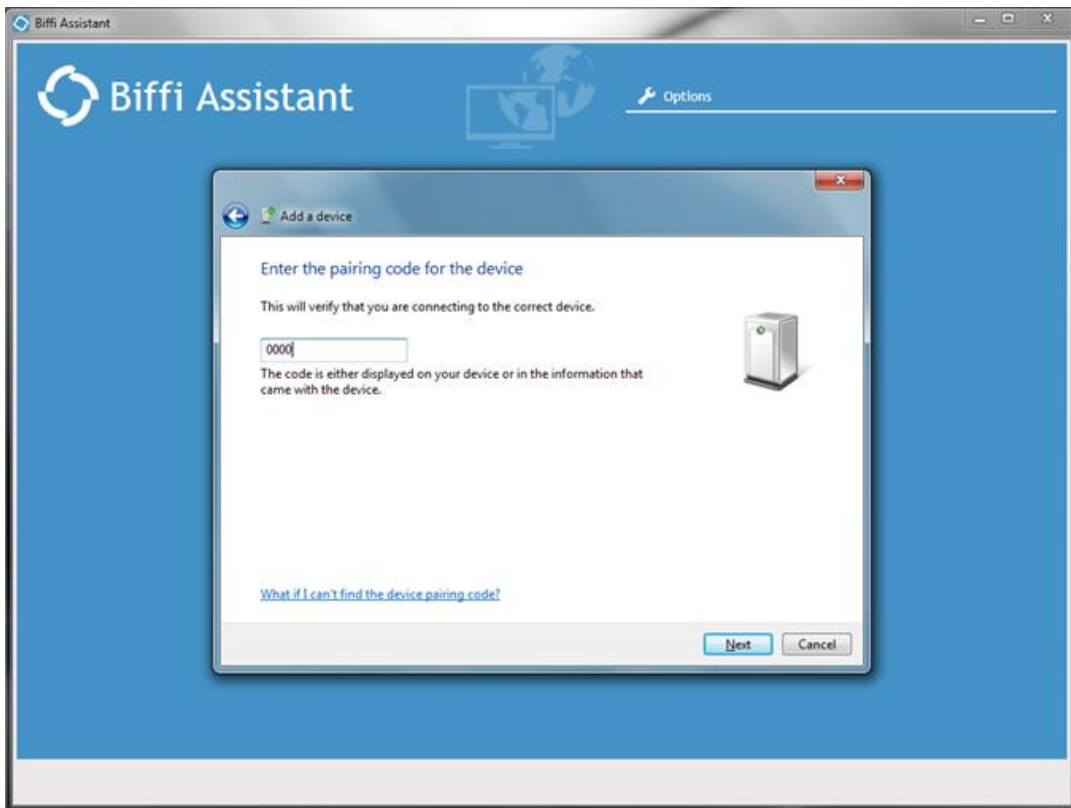 Biffi Assistant
Biffi Assistant
Options
Add a device
Enter the pairing code for the device
This will verify that you are connecting to the correct device.
0000
The code is either displayed on your device or in the information that
came with the device.
What if I can't find the device pairing code?
Next
Cancel